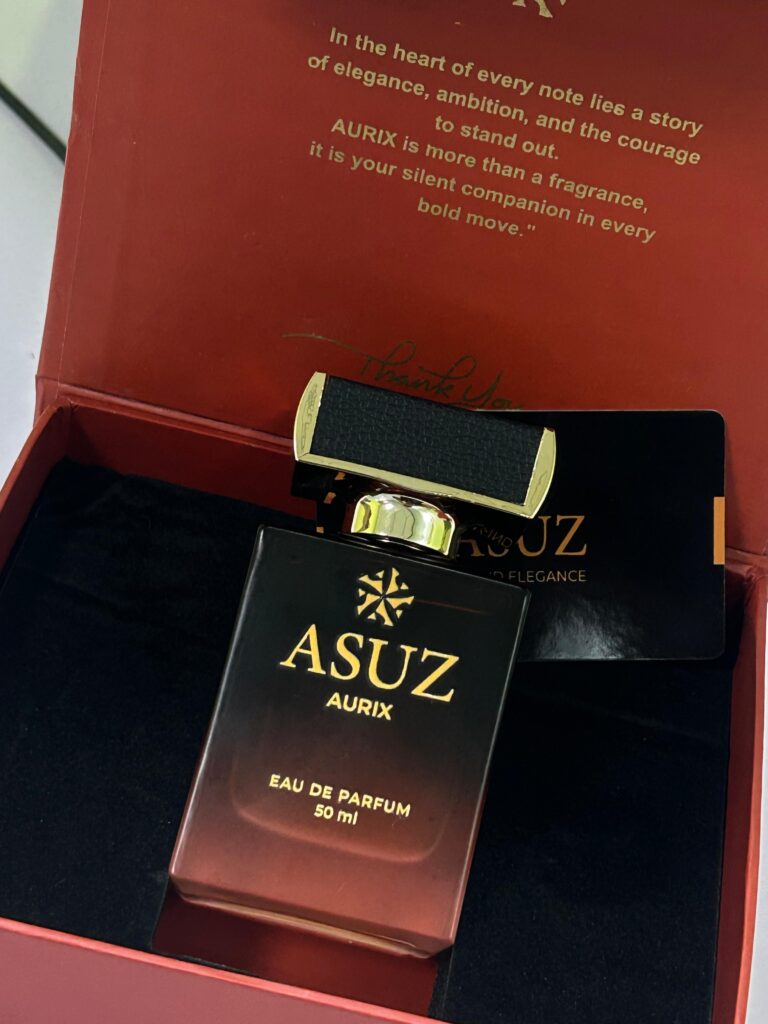 In the heart of every note lies a story
of elegance, ambition, and the courage
to stand out.
AURIX is more than a fragrance,
it is your silent companion in every
bold move."
Thank You
ASUZ
ELEGANCE
ASUZ
AURIX
EAU DE PARFUM
50 ml